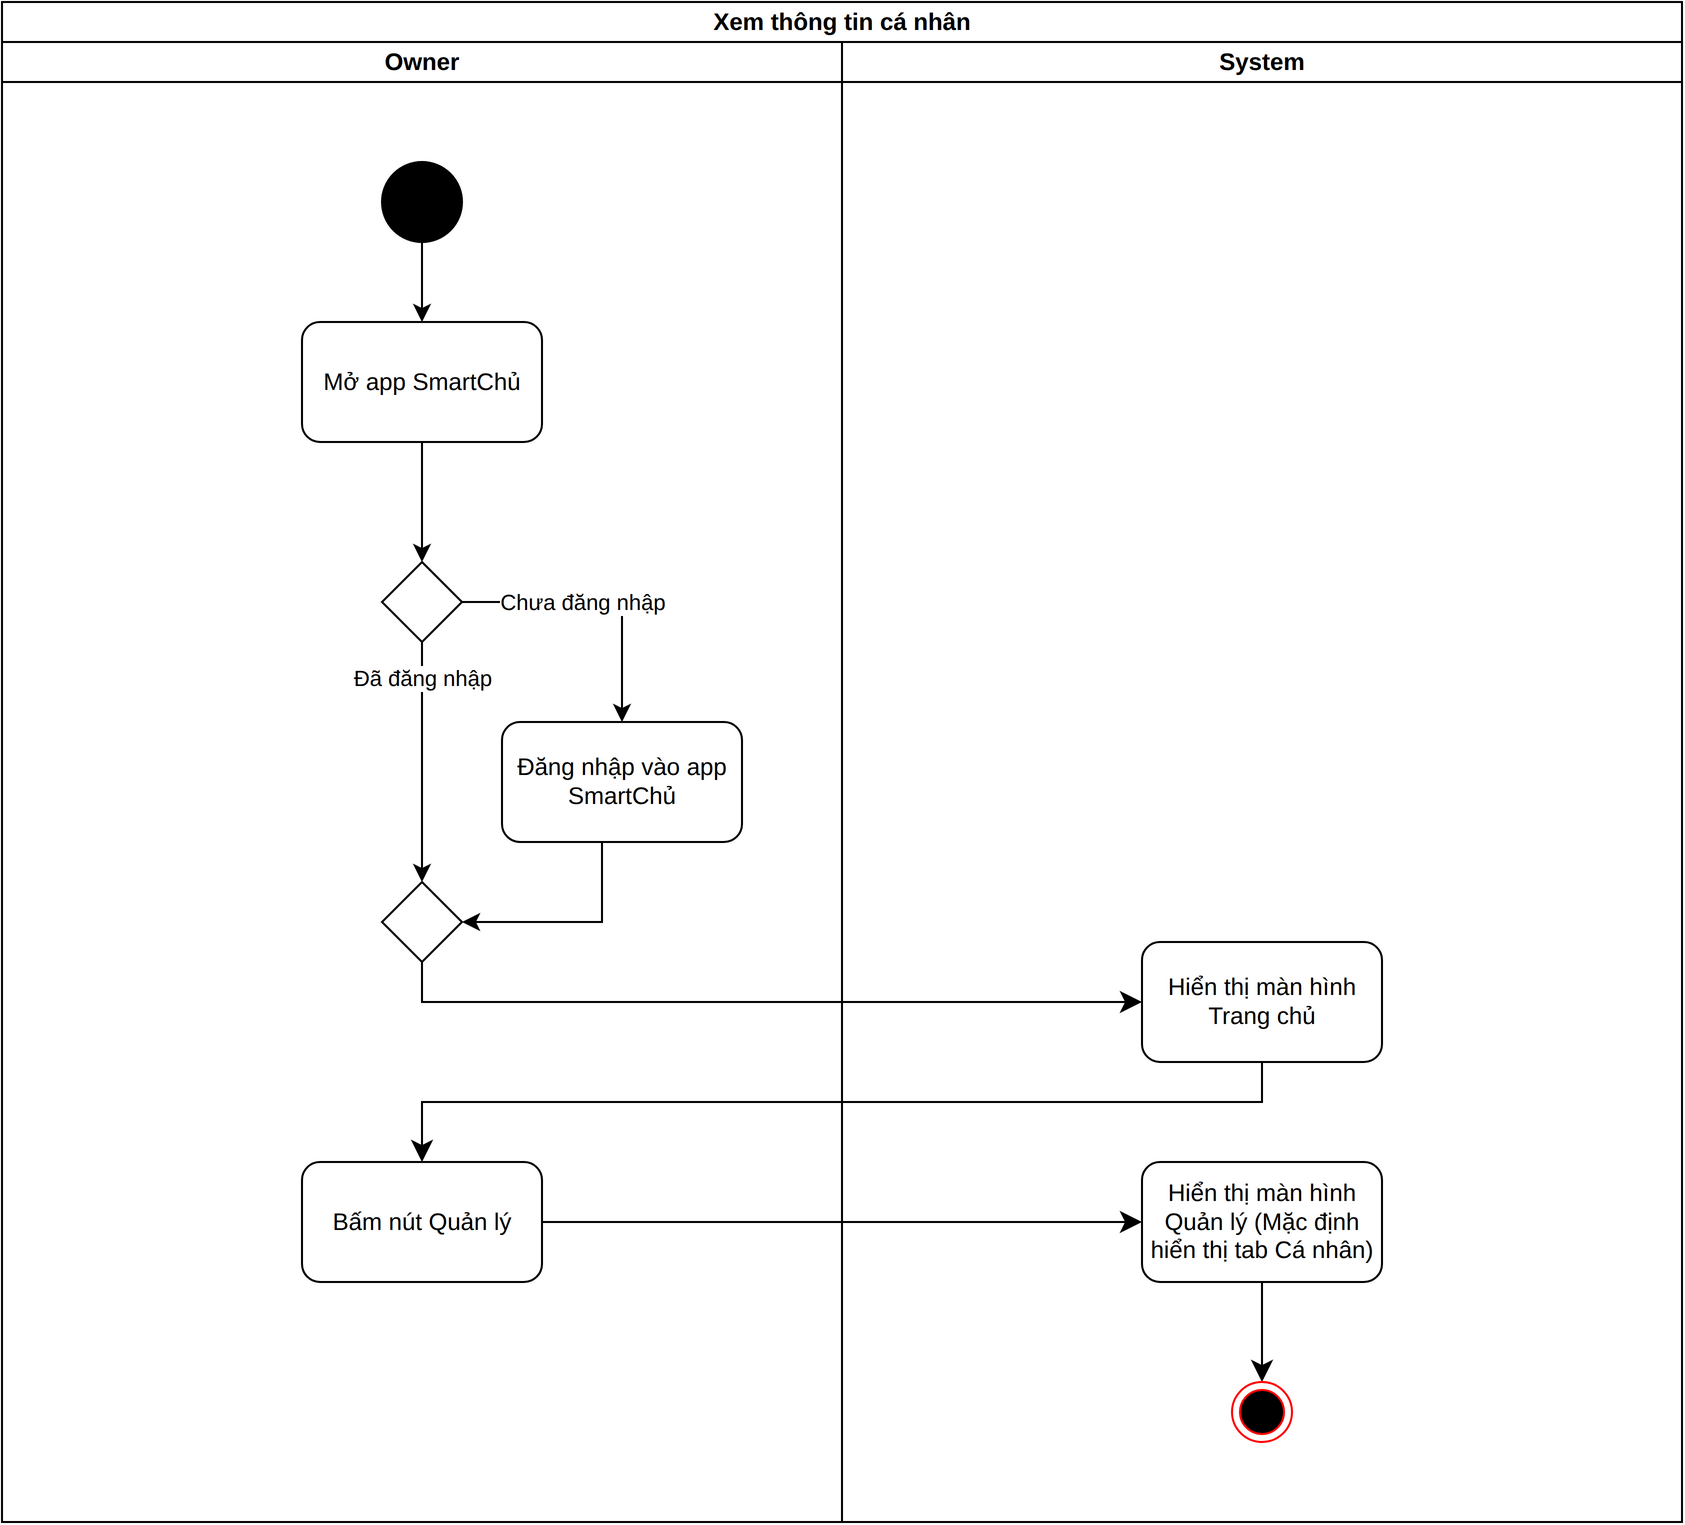 Xem thông tin cá nhân
Owner
System
Mở app SmartChủ
Chưa đăng nhập
Đã đăng nhập
Đăng nhập vào app
SmartChủ
Hiển thị màn hình
Trang chủ
Bấm nút Quản lý
Hiển thị màn hình
Quản lý (Mặc định
hiển thị tab Cá nhân)